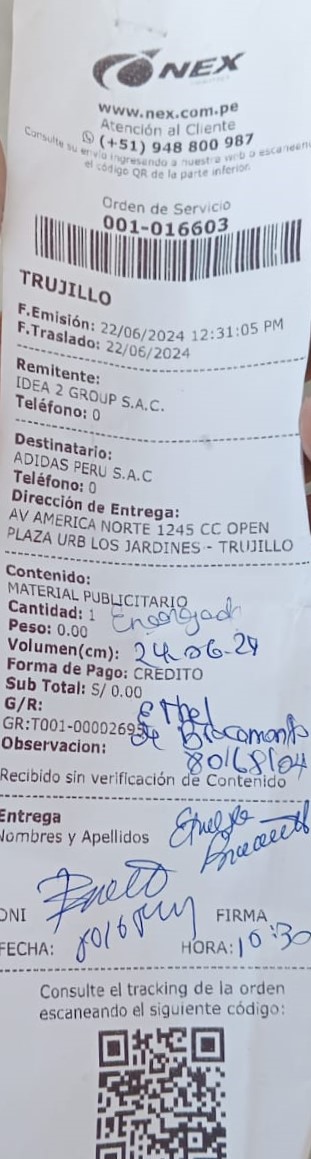 NEX
www.nex.com.pe
Atención al Cliente
(+51) 948 800 987
Consulte su envío ingresando a nuestra web o escaneando
el código QR de la parte inferior.
Orden de Servicio
001-016603
TRUJILLO
F.Emisión: 22/06/2024 12:31:05 PM
F.Traslado: 22/06/2024
Remitente:
IDEA 2 GROUP S.A.C.
Teléfono: 0
Destinatario:
ADIDAS PERU S.A.C
Teléfono: 0
Dirección de Entrega:
AV AMERICA NORTE 1245 CC OPEN
PLAZA URB LOS JARDINES - TRUJILLO
Contenido:
MATERIAL PUBLICITARIO
Cantidad: 1
Peso: 0.00
Volumen(cm): 24-06-24
Forma de Pago: CREDITO
Sub Total: S/ 0.00
G/R: Ethel
GR:T001-0000269
Observacion: 80168104
Recibido sin verificación de Contenido
Entrega
Nombres y Apellidos
DNI FIRMA
FECHA: HORA: 10:30
Consulte el tracking de la orden
escaneando el siguiente código: